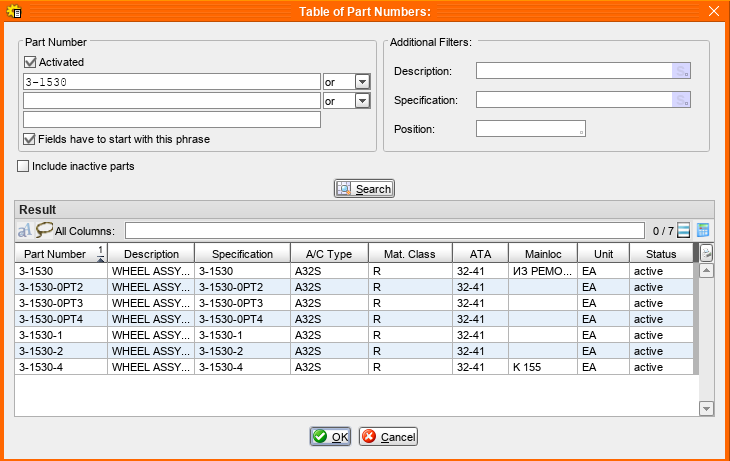 Table of Part Numbers:
Part Number
Additional Filters:
Activated
3-1530 or
or
Fields have to start with this phrase
Description:
Specification:
Position:
Include inactive parts
Search
Result
All Columns: 0 / 7
Part Number 1 Description Specification A/C Type Mat. Class ATA Mainloc Unit Status
3-1530 WHEEL ASSY... 3-1530 A32S R 32-41 ИЗ РЕМО... EA active
3-1530-0PT2 WHEEL ASSY... 3-1530-0PT2 A32S R 32-41 EA active
3-1530-0PT3 WHEEL ASSY... 3-1530-0PT3 A32S R 32-41 EA active
3-1530-0PT4 WHEEL ASSY... 3-1530-0PT4 A32S R 32-41 EA active
3-1530-1 WHEEL ASSY... 3-1530-1 A32S R 32-41 EA active
3-1530-2 WHEEL ASSY... 3-1530-2 A32S R 32-41 EA active
3-1530-4 WHEEL ASSY... 3-1530-4 A32S R 32-41 K 155 EA active
OK Cancel